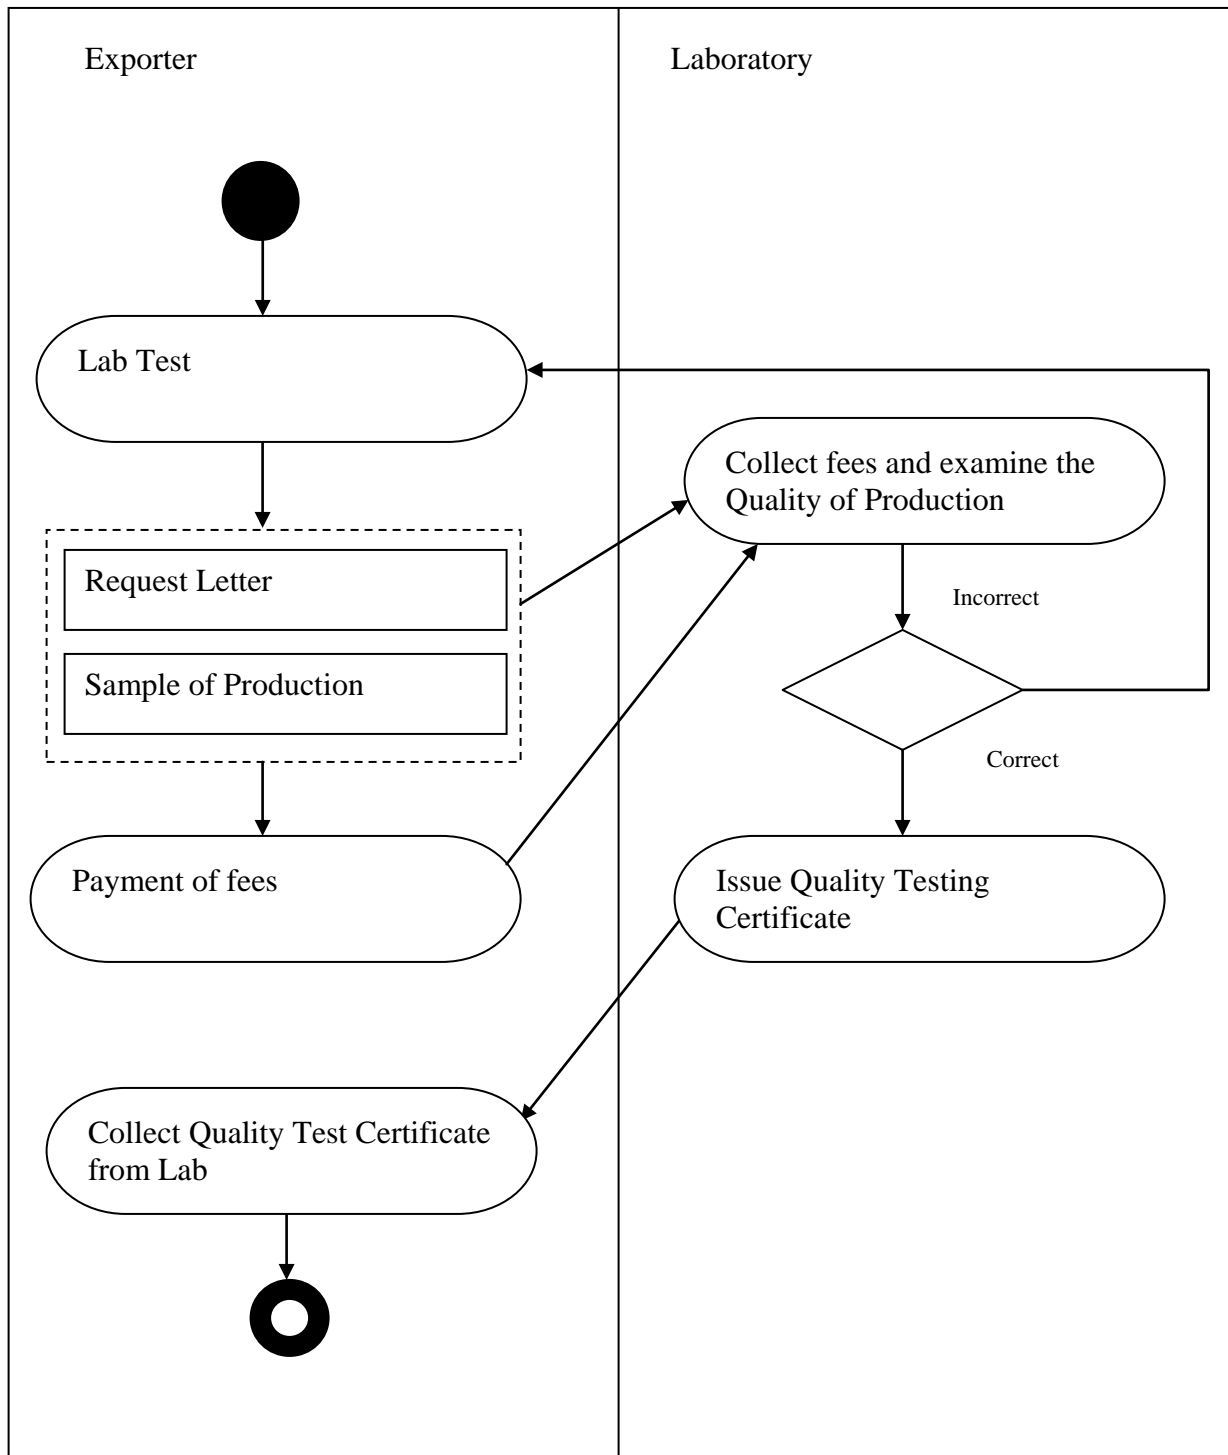 Exporter
Laboratory
Lab Test
Collect fees and examine the
Quality of Production
Request Letter
Incorrect
Sample of Production
Correct
Payment of fees
Issue Quality Testing
Certificate
Collect Quality Test Certificate
from Lab